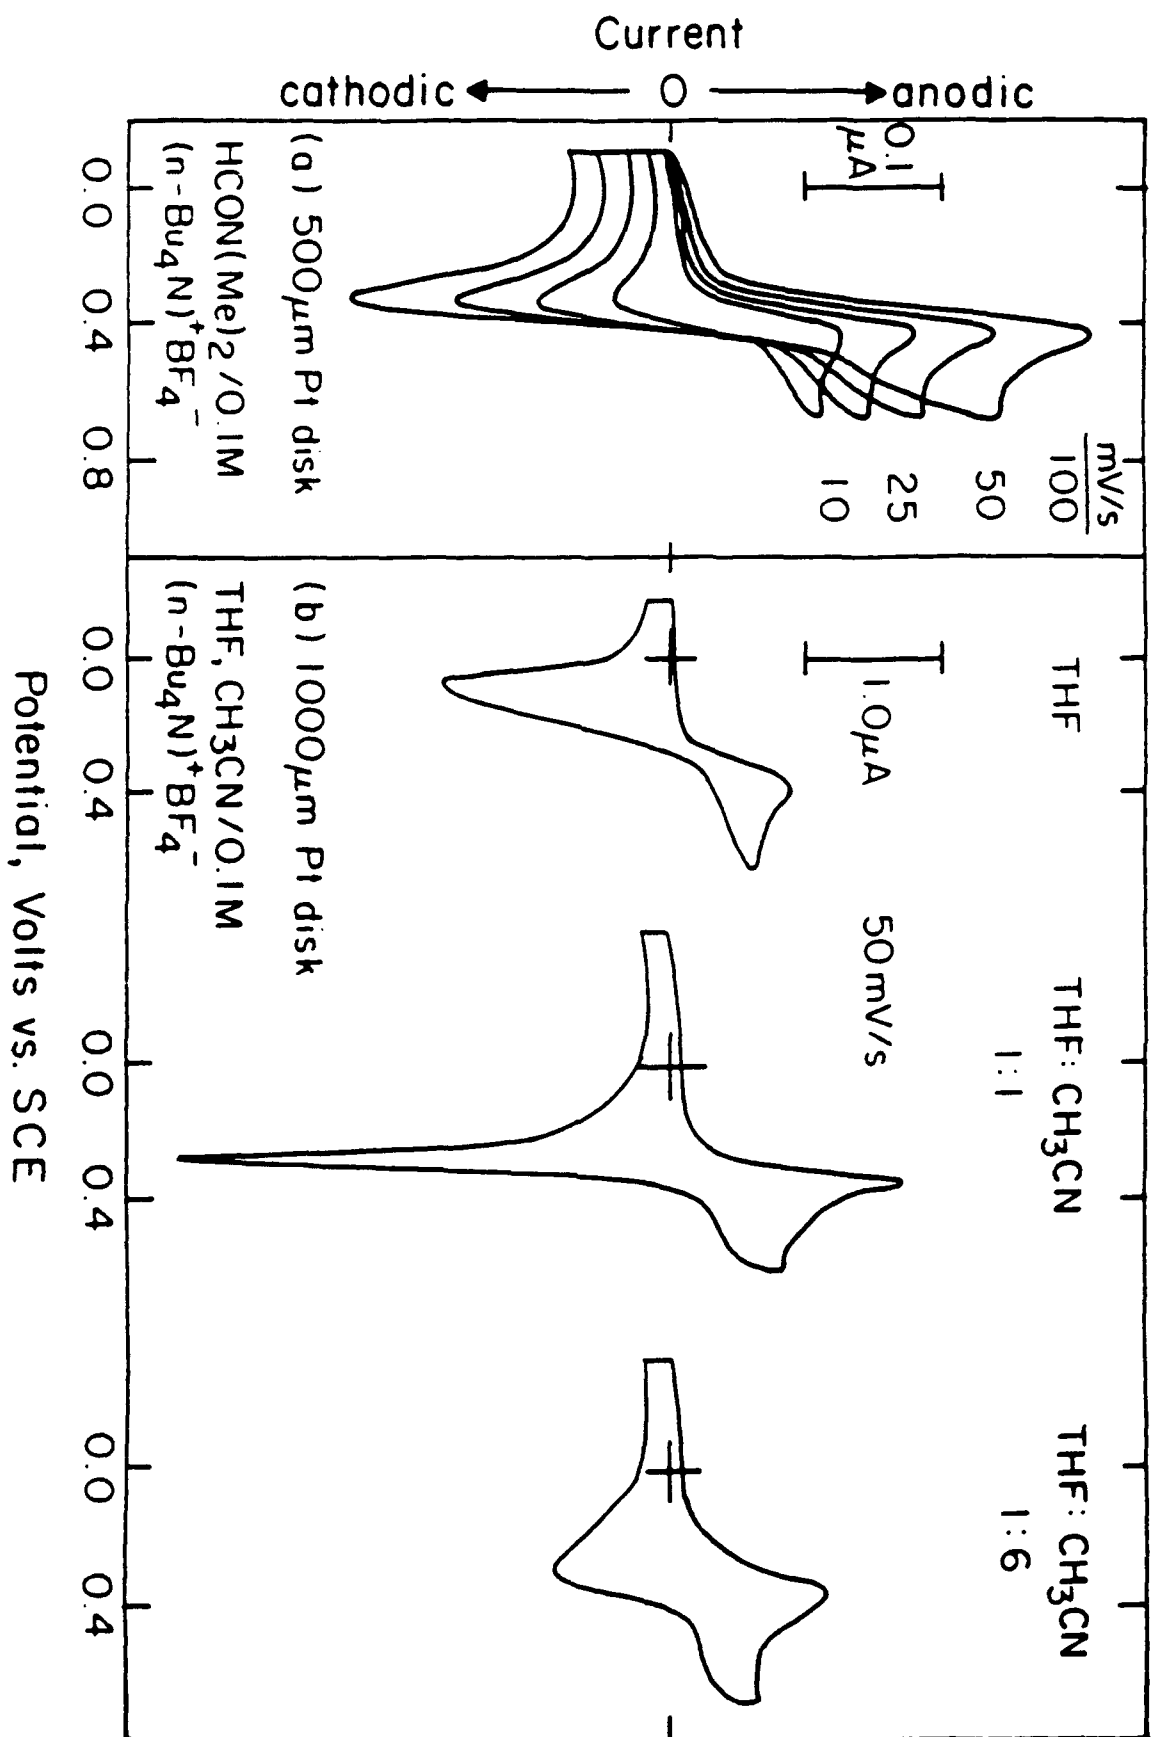 Current
cathodic ← O → anodic
0.1
μA
(a) 500μm Pt disk
HCON(Me)2/0.1M
(n-Bu4N)+BF4-
mV/s
100
50
25
10
0.0 0.4 0.8
THF
1.0μA
50mV/s
(b) 1000μm Pt disk
THF, CH3CN/0.1M
(n-Bu4N)+BF4-
THF: CH3CN
1:1
THF: CH3CN
1:6
0.0 0.4 0.0 0.4 0.0 0.4
Potential, Volts vs. SCE